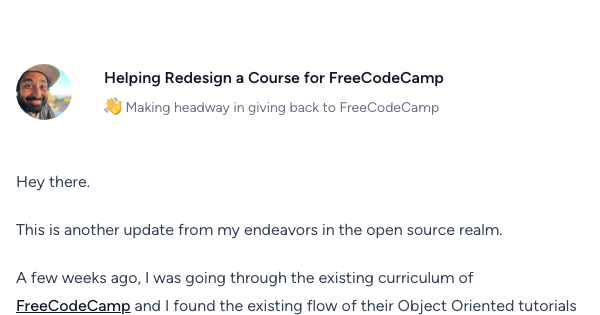 Helping Redesign a Course for FreeCodeCamp
👋 Making headway in giving back to FreeCodeCamp
Hey there.
This is another update from my endeavors in the open source realm.
A few weeks ago, I was going through the existing curriculum of
FreeCodeCamp and I found the existing flow of their Object Oriented tutorials